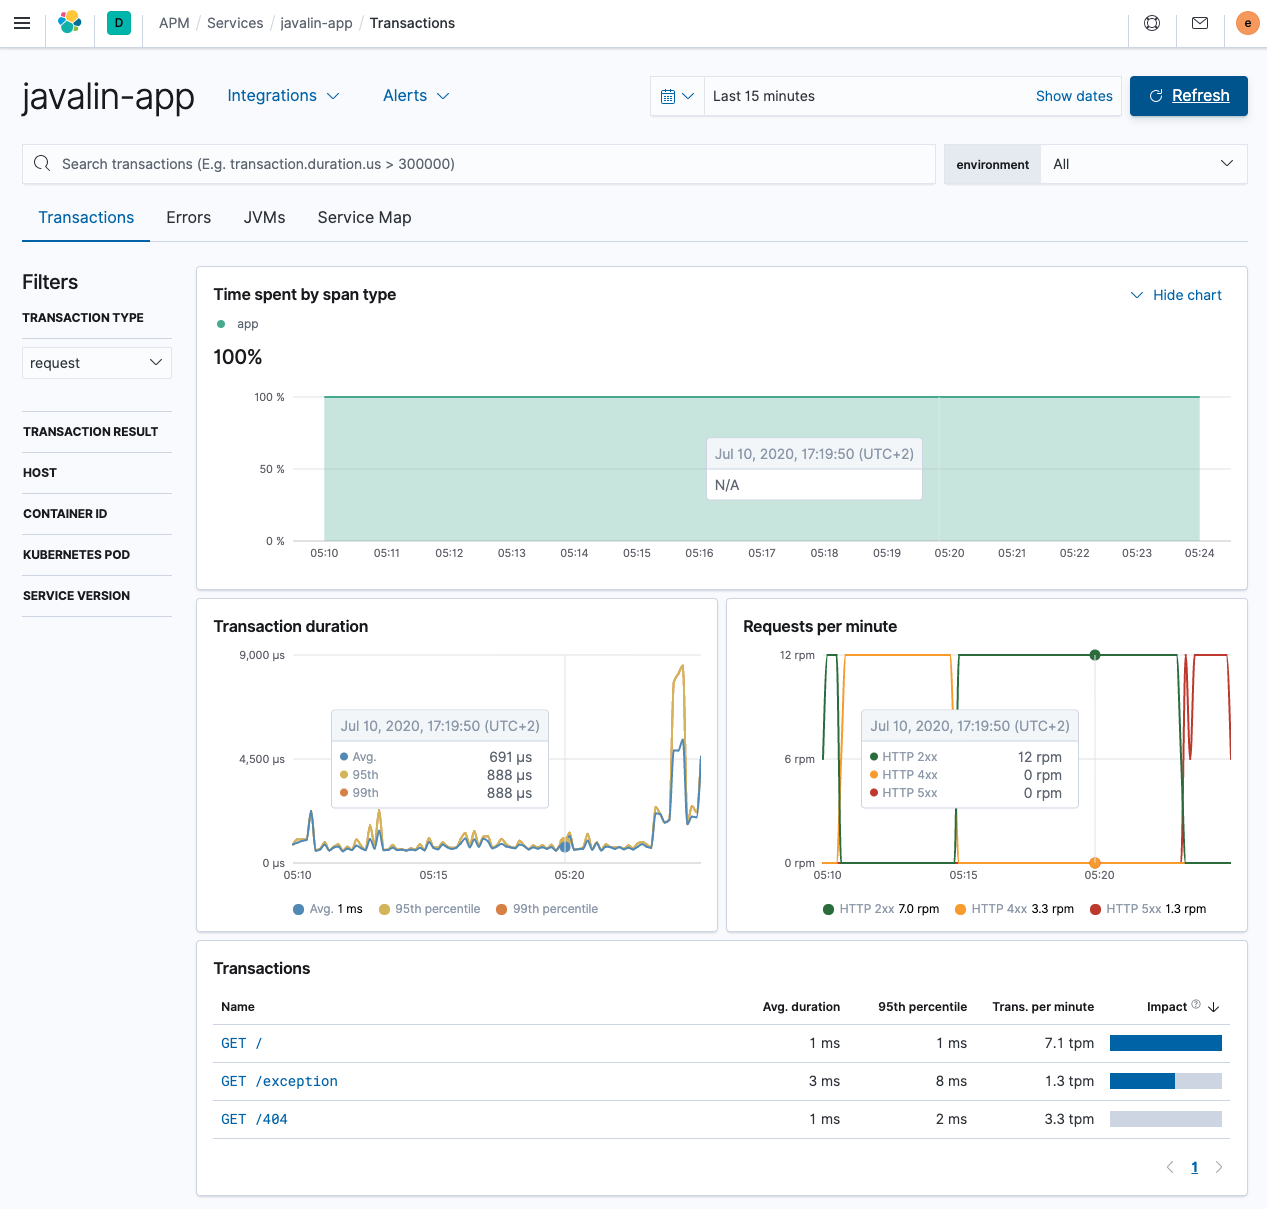 D APM / Services / javalin-app / Transactions e
javalin-app Integrations Alerts Last 15 minutes Show dates Refresh
Search transactions (E.g. transaction.duration.us > 300000) environment All
Transactions Errors JVMs Service Map
Filters
TRANSACTION TYPE
request
TRANSACTION RESULT
HOST
CONTAINER ID
KUBERNETES POD
SERVICE VERSION
Time spent by span type Hide chart
app
100%
100 %
50 %
0 %
Jul 10, 2020, 17:19:50 (UTC+2)
N/A
05:10 05:11 05:12 05:13 05:14 05:15 05:16 05:17 05:18 05:19 05:20 05:21 05:22 05:23 05:24
Transaction duration
9,000 µs
4,500 µs
0 µs
Jul 10, 2020, 17:19:50 (UTC+2)
Avg. 691 µs
95th 888 µs
99th 888 µs
05:10 05:15 05:20
Avg. 1 ms 95th percentile 99th percentile
Requests per minute
12 rpm
6 rpm
0 rpm
Jul 10, 2020, 17:19:50 (UTC+2)
HTTP 2xx 12 rpm
HTTP 4xx 0 rpm
HTTP 5xx 0 rpm
05:10 05:15 05:20
HTTP 2xx 7.0 rpm HTTP 4xx 3.3 rpm HTTP 5xx 1.3 rpm
Transactions
Name Avg. duration 95th percentile Trans. per minute Impact ?
GET / 1 ms 1 ms 7.1 tpm
GET /exception 3 ms 8 ms 1.3 tpm
GET /404 1 ms 2 ms 3.3 tpm
1